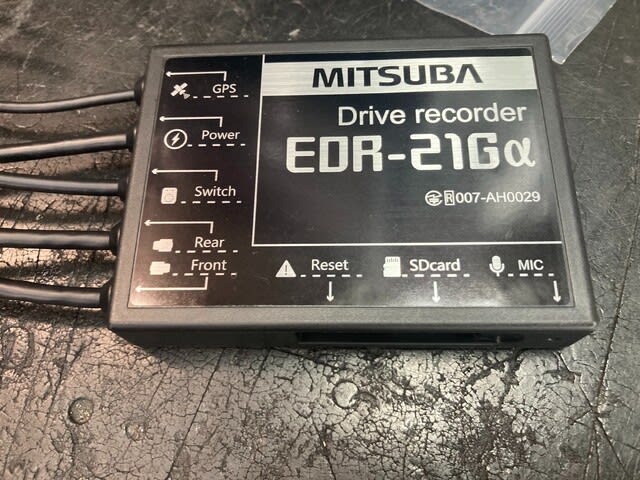 MITSUBA
Drive recorder
EDR-21Gα
R 007-AH0029
GPS
Power
Switch
Rear
Front
Reset
SDcard
MIC